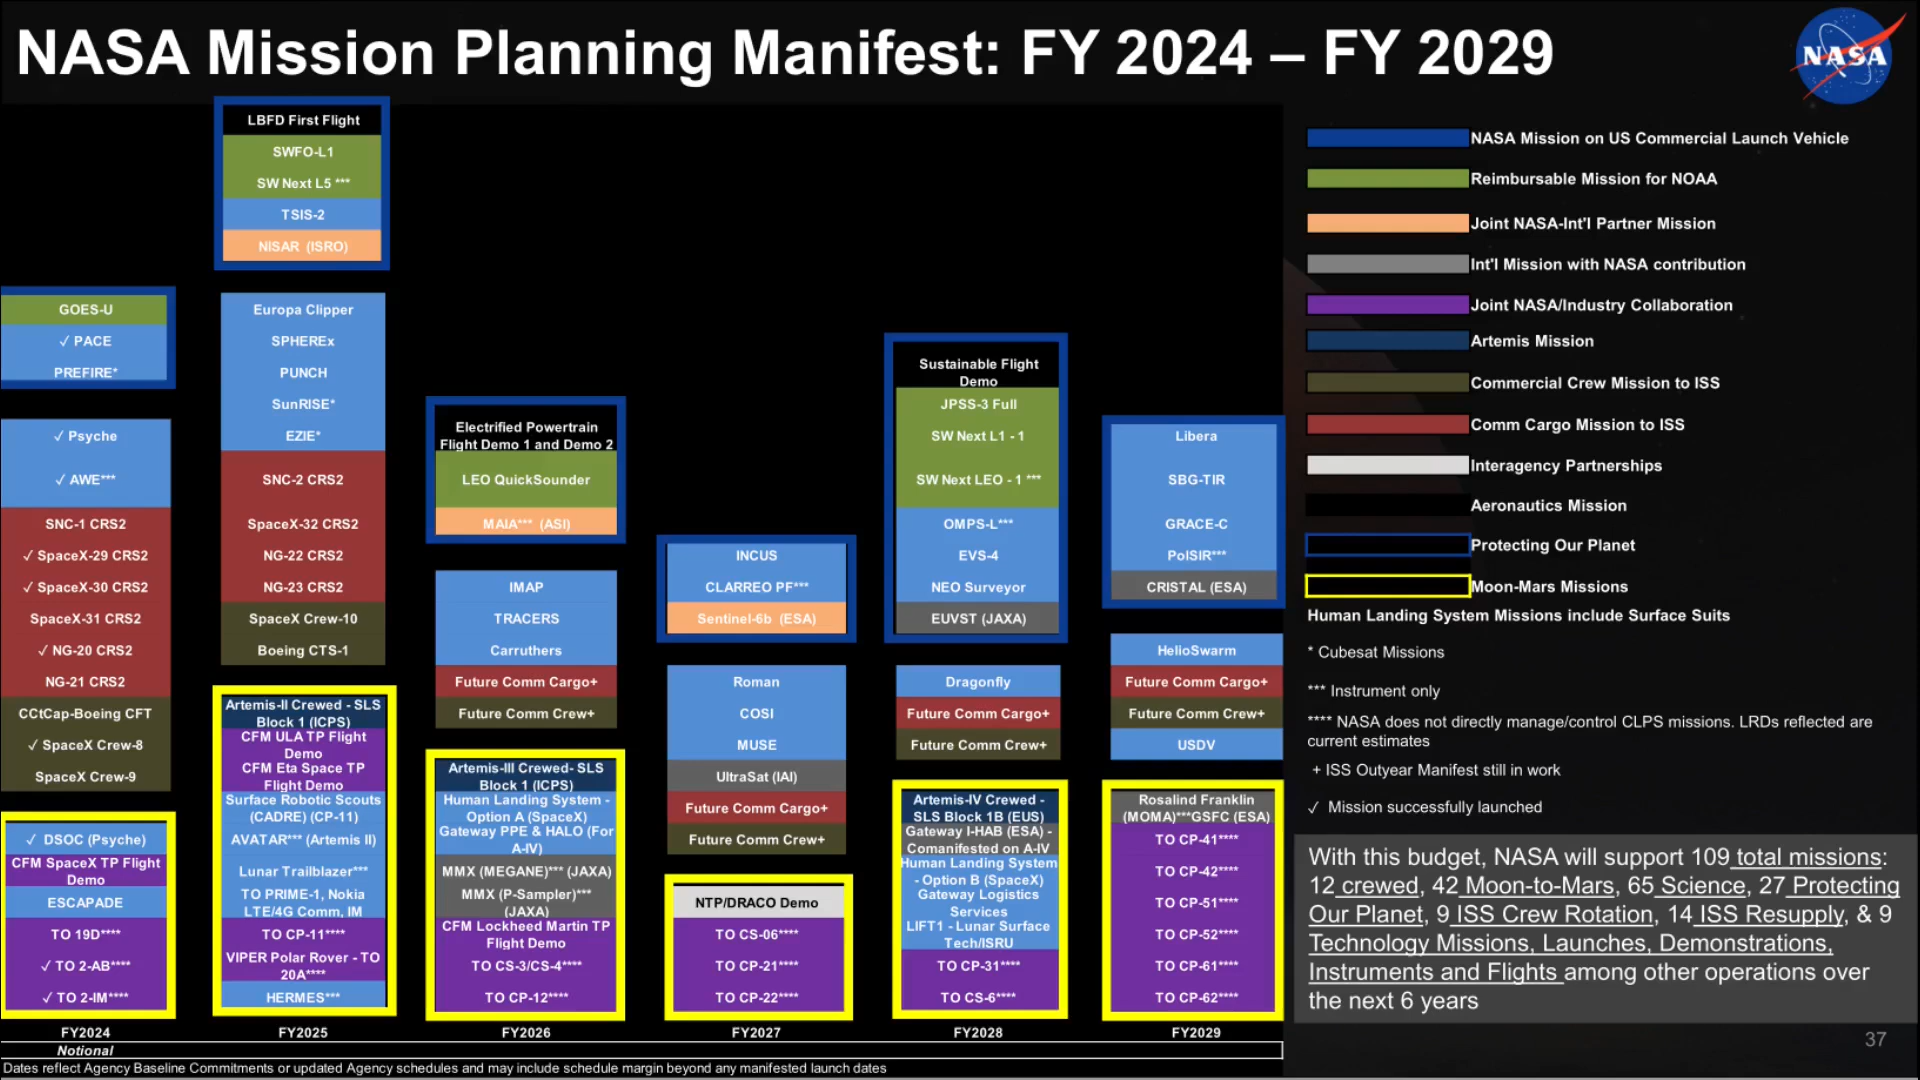 NASA Mission Planning Manifest: FY 2024 – FY 2029
NASA
GOES-U
✓ PACE
PREFIRE*
✓ Psyche
✓ AWE***
SNC-1 CRS2
✓ SpaceX-29 CRS2
✓ SpaceX-30 CRS2
SpaceX-31 CRS2
✓ NG-20 CRS2
NG-21 CRS2
CCtCap-Boeing CFT
✓ SpaceX Crew-8
SpaceX Crew-9
✓ DSOC (Psyche)
CFM SpaceX TP Flight
Demo
ESCAPADE
TO 19D****
✓ TO 2-AB****
✓ TO 2-IM****
FY2024
Notional
LBFD First Flight
SWFO-L1
SW Next L5 ***
TSIS-2
NISAR (ISRO)
Europa Clipper
SPHEREx
PUNCH
SunRISE*
EZIE*
SNC-2 CRS2
SpaceX-32 CRS2
NG-22 CRS2
NG-23 CRS2
SpaceX Crew-10
Boeing CTS-1
Artemis-II Crewed - SLS
Block 1 (ICPS)
CFM ULA TP Flight
Demo
CFM Eta Space TP
Flight Demo
Surface Robotic Scouts
(CADRE) (CP-11)
AVATAR*** (Artemis II)
Lunar Trailblazer***
TO PRIME-1, Nokia
LTE/4G Comm, IM
TO CP-11****
VIPER Polar Rover - TO
20A****
HERMES***
FY2025
Electrified Powertrain
Flight Demo 1 and Demo 2
LEO QuickSounder
MAIA*** (ASI)
IMAP
TRACERS
Carruthers
Future Comm Cargo+
Future Comm Crew+
Artemis-III Crewed- SLS
Block 1 (ICPS)
Human Landing System -
Option A (SpaceX)
Gateway PPE & HALO (For
A-IV)
MMX (MEGANE)*** (JAXA)
MMX (P-Sampler)***
(JAXA)
CFM Lockheed Martin TP
Flight Demo
TO CS-3/CS-4****
TO CP-12****
FY2026
INCUS
CLARREO PF***
Sentinel-6b (ESA)
Roman
COSI
MUSE
UltraSat (IAI)
Future Comm Cargo+
Future Comm Crew+
NTP/DRACO Demo
TO CS-06****
TO CP-21****
TO CP-22****
FY2027
Sustainable Flight
Demo
JPSS-3 Full
SW Next L1 - 1
SW Next LEO - 1 ***
OMPS-L***
EVS-4
NEO Surveyor
EUVST (JAXA)
Dragonfly
Future Comm Cargo+
Future Comm Crew+
Artemis-IV Crewed -
SLS Block 1B (EUS)
Gateway I-HAB (ESA) -
Comanifested on A-IV
Human Landing System
- Option B (SpaceX)
Gateway Logistics
Services
LIFT1 - Lunar Surface
Tech/ISRU
TO CP-31****
TO CS-6****
FY2028
Libera
SBG-TIR
GRACE-C
PolSIR***
CRISTAL (ESA)
HelioSwarm
Future Comm Cargo+
Future Comm Crew+
USDV
Rosalind Franklin
(MOMA)***GSFC (ESA)
TO CP-41****
TO CP-42****
TO CP-51****
TO CP-52****
TO CP-61****
TO CP-62****
FY2029
Dates reflect Agency Baseline Commitments or updated Agency schedules and may include schedule margin beyond any manifested launch dates
NASA Mission on US Commercial Launch Vehicle
Reimbursable Mission for NOAA
Joint NASA-Int'l Partner Mission
Int'l Mission with NASA contribution
Joint NASA/Industry Collaboration
Artemis Mission
Commercial Crew Mission to ISS
Comm Cargo Mission to ISS
Interagency Partnerships
Aeronautics Mission
Protecting Our Planet
Moon-Mars Missions
Human Landing System Missions include Surface Suits
* Cubesat Missions
*** Instrument only
**** NASA does not directly manage/control CLPS missions. LRDs reflected are
current estimates
+ ISS Outyear Manifest still in work
✓ Mission successfully launched
With this budget, NASA will support 109 total missions:
12 crewed, 42 Moon-to-Mars, 65 Science, 27 Protecting
Our Planet, 9 ISS Crew Rotation, 14 ISS Resupply, & 9
Technology Missions, Launches, Demonstrations,
Instruments and Flights among other operations over
the next 6 years
37